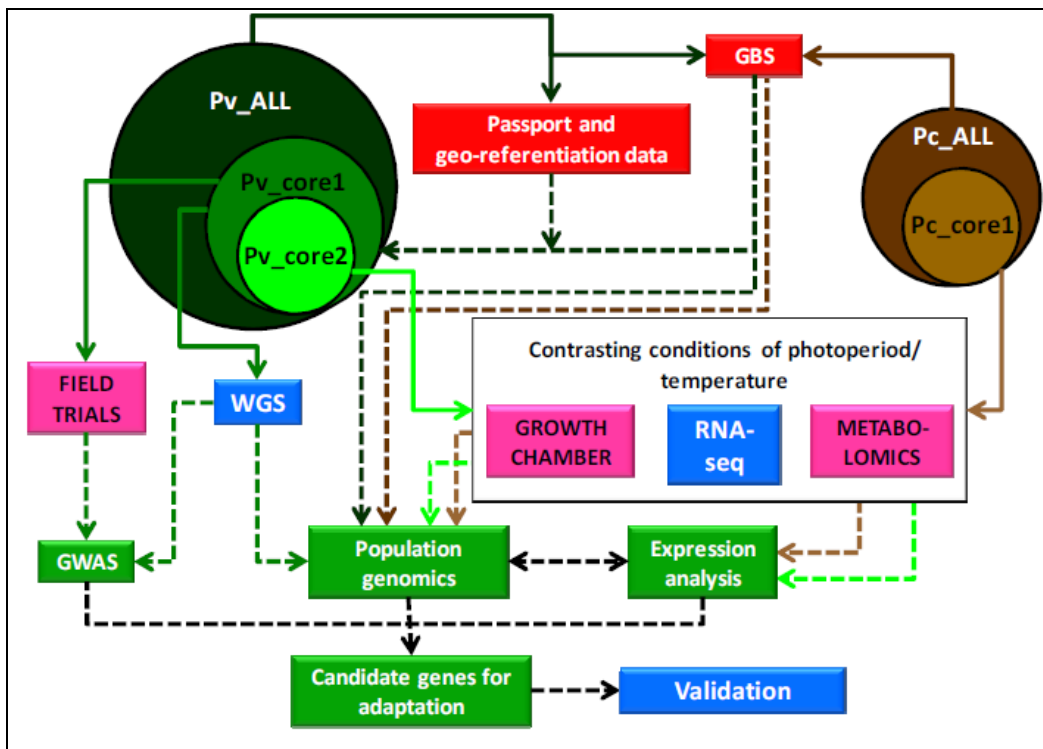 GBS
Pv_ALL
Passport and
geo-referentiation data
Pc_ALL
Pv_core1
Pc_core1
Pv_core2
Contrasting conditions of photoperiod/
temperature
FIELD
TRIALS
WGS
GROWTH
CHAMBER
RNA-
seq
METABO-
LOMICS
GWAS
Population
genomics
Expression
analysis
Candidate genes for
adaptation
Validation